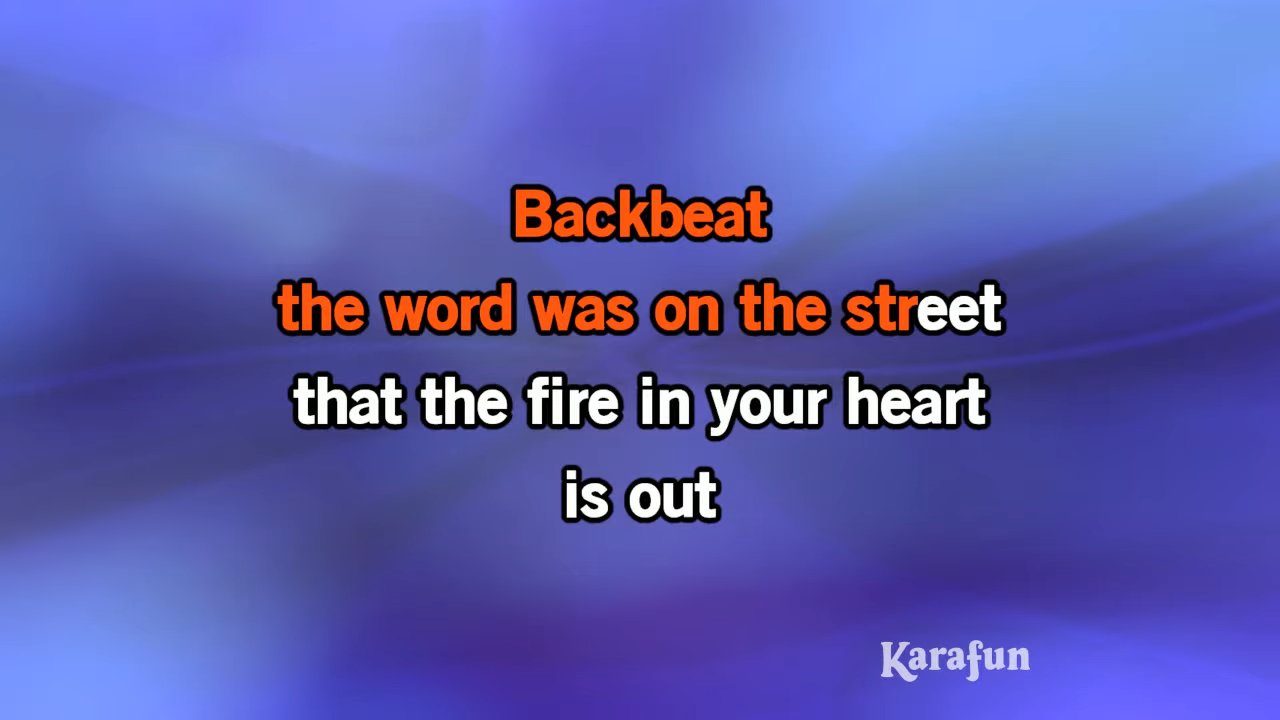 Backbeat
the word was on the street
that the fire in your heart
is out
Karafun